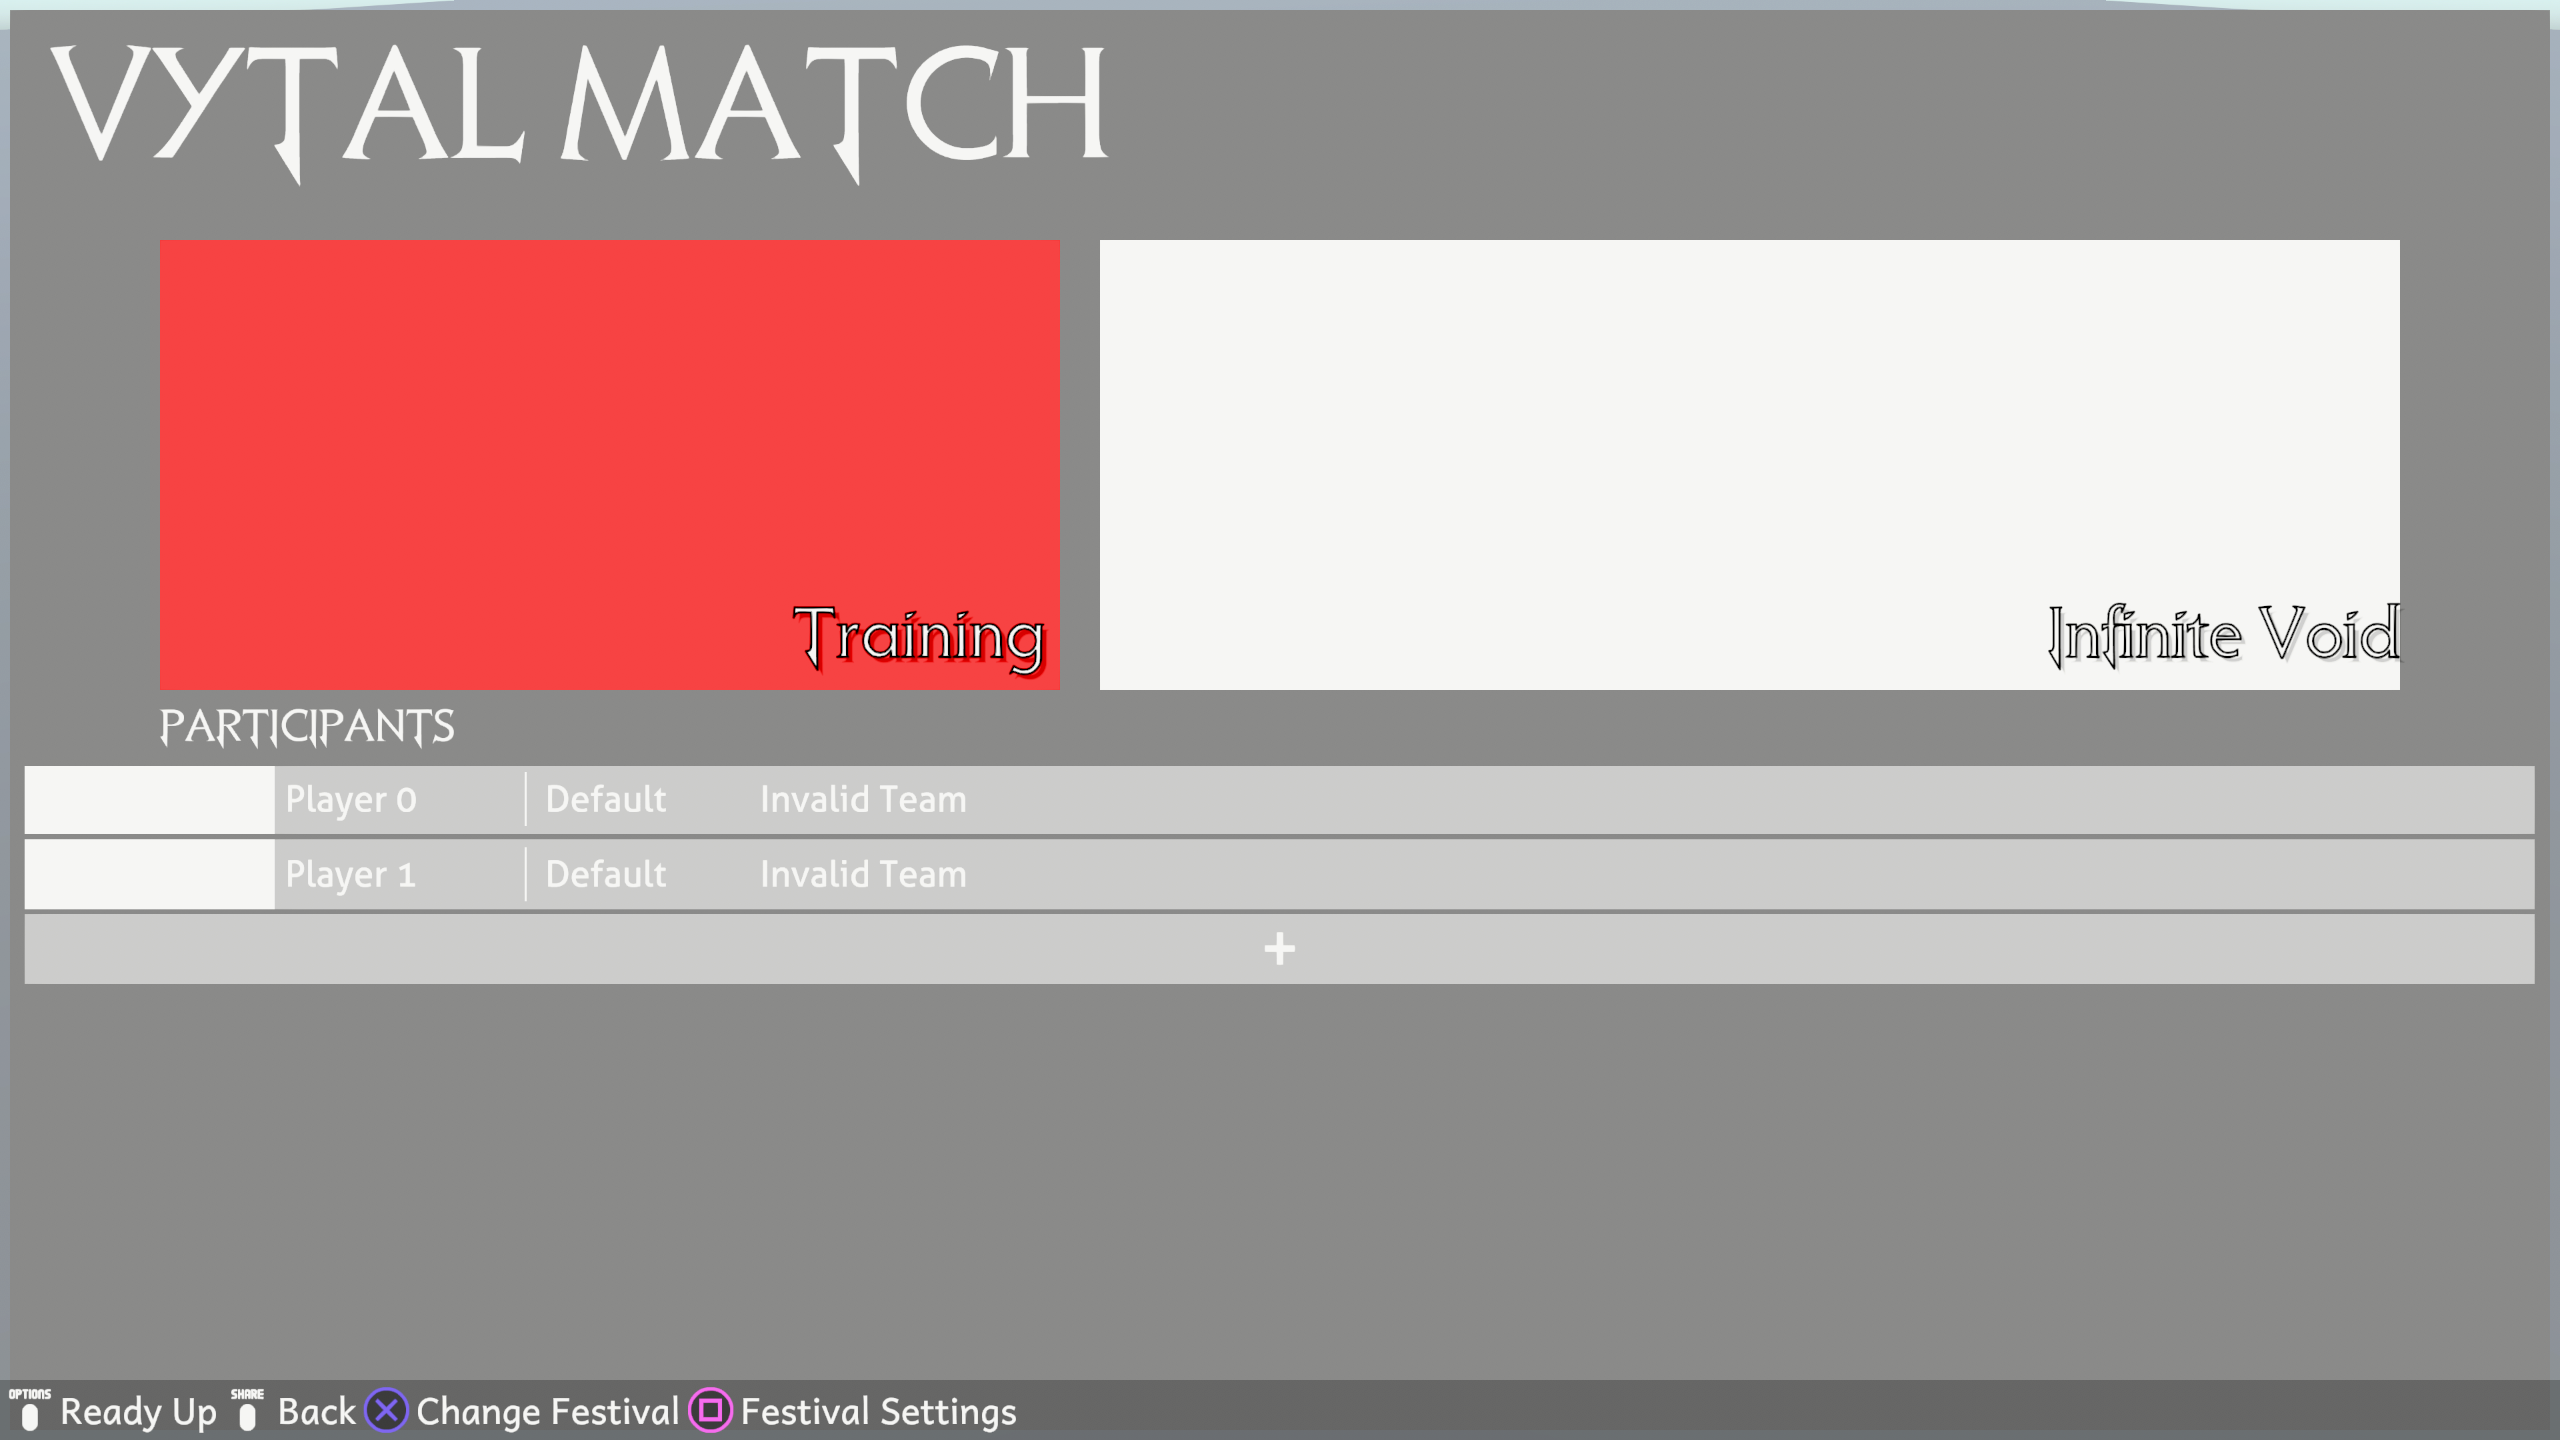 VYTAL MATCH
Training
Infinite Void
PARTICIPANTS
Player 0 Default Invalid Team
Player 1 Default Invalid Team
+
OPTIONS Ready Up SHARE Back Change Festival Festival Settings